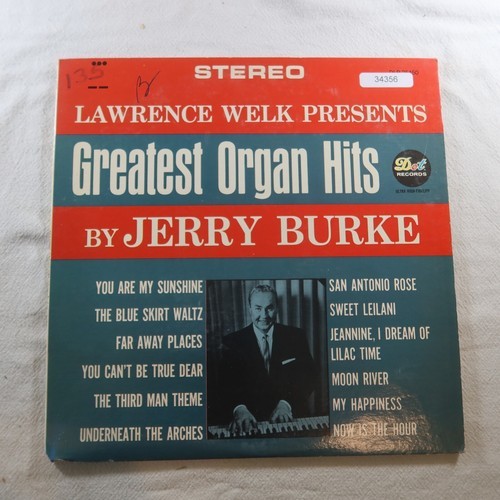 135
STEREO
34356
LAWRENCE WELK PRESENTS
Greatest Organ Hits
Dot
RECORDS
BY JERRY BURKE
YOU ARE MY SUNSHINE
THE BLUE SKIRT WALTZ
FAR AWAY PLACES
YOU CAN'T BE TRUE DEAR
THE THIRD MAN THEME
UNDERNEATH THE ARCHES
SAN ANTONIO ROSE
SWEET LEILANI
JEANNINE, I DREAM OF
LILAC TIME
MOON RIVER
MY HAPPINESS
NOW IS THE HOUR